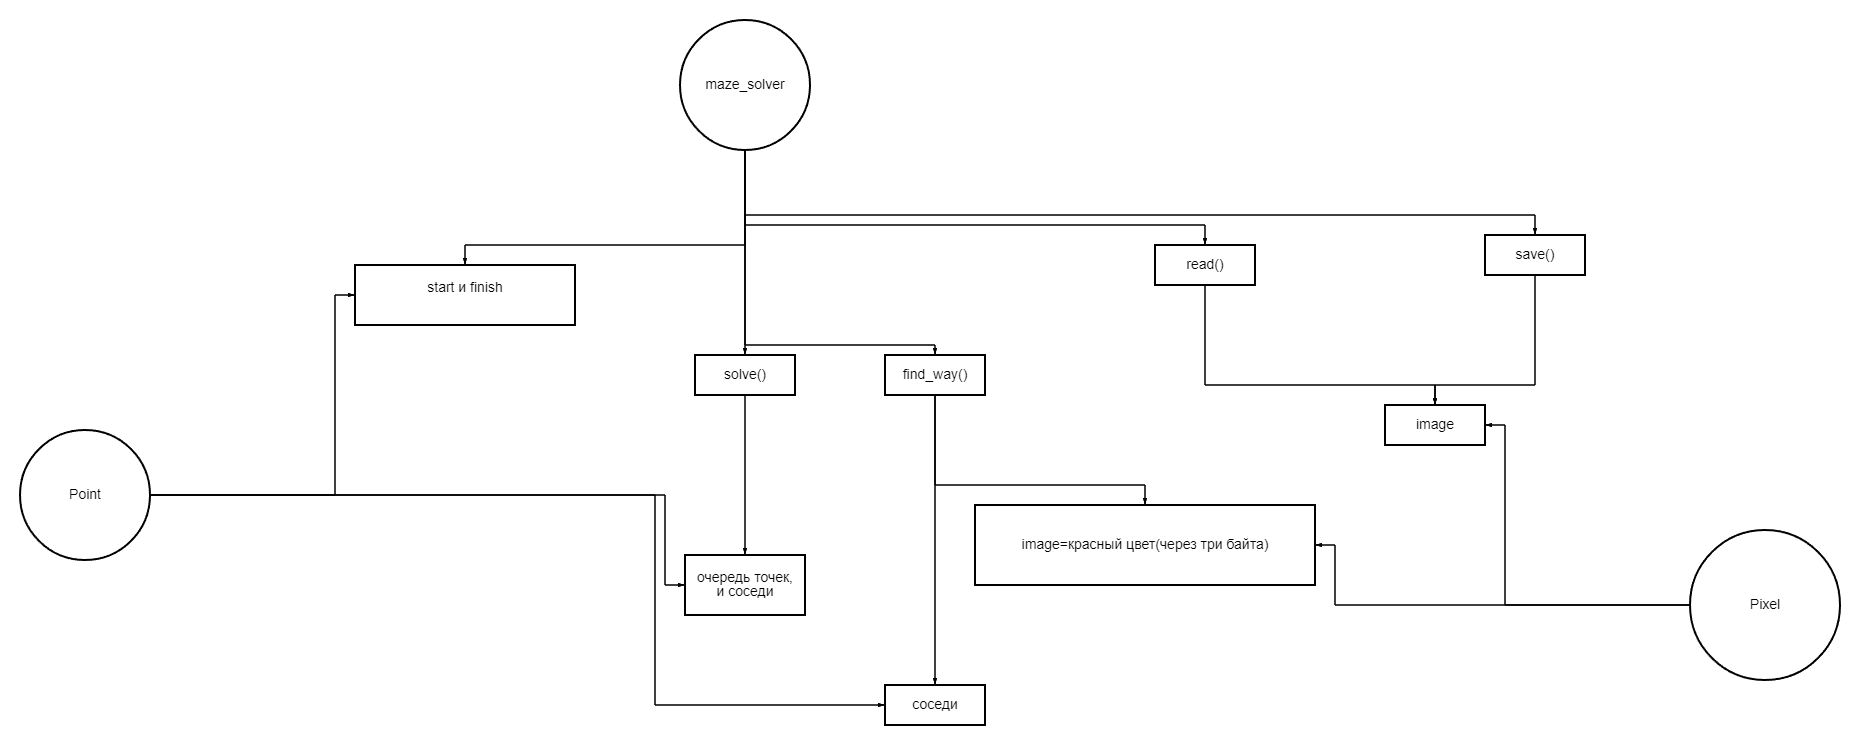 maze_solver
save()
read()
start и finish
solve()
find_way()
image
Point
image=красный цвет(через три байта)
очередь точек,
и соседи
Pixel
соседи